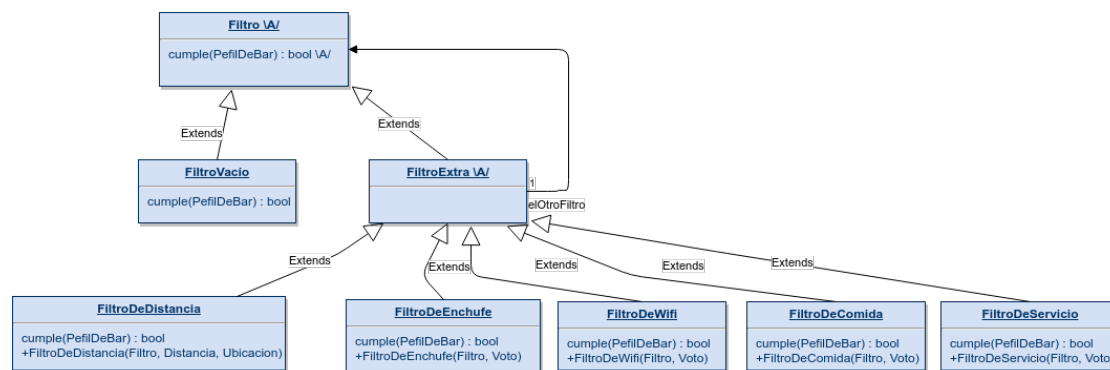 Filtro \A/
cumple(PefilDeBar) : bool \A/
Extends
Extends
FiltroVacío
cumple(PefilDeBar) : bool
FiltroExtra \A/
1
elOtroFiltro
Extends
Extends
Extends
Extends
Extends
FiltroDeDistancia
cumple(PefilDeBar) : bool
+FiltroDeDistancia(Filtro, Distancia, Ubicacion)
FiltroDeEnchufe
cumple(PefilDeBar) : bool
+FiltroDeEnchufe(Filtro, Voto)
FiltroDeWifi
cumple(PefilDeBar) : bool
+FiltroDeWifi(Filtro, Voto)
FiltroDeComida
cumple(PefilDeBar) : bool
+FiltroDeComida(Filtro, Voto)
FiltroDeServicio
cumple(PefilDeBar) : bool
+FiltroDeServicio(Filtro, Voto